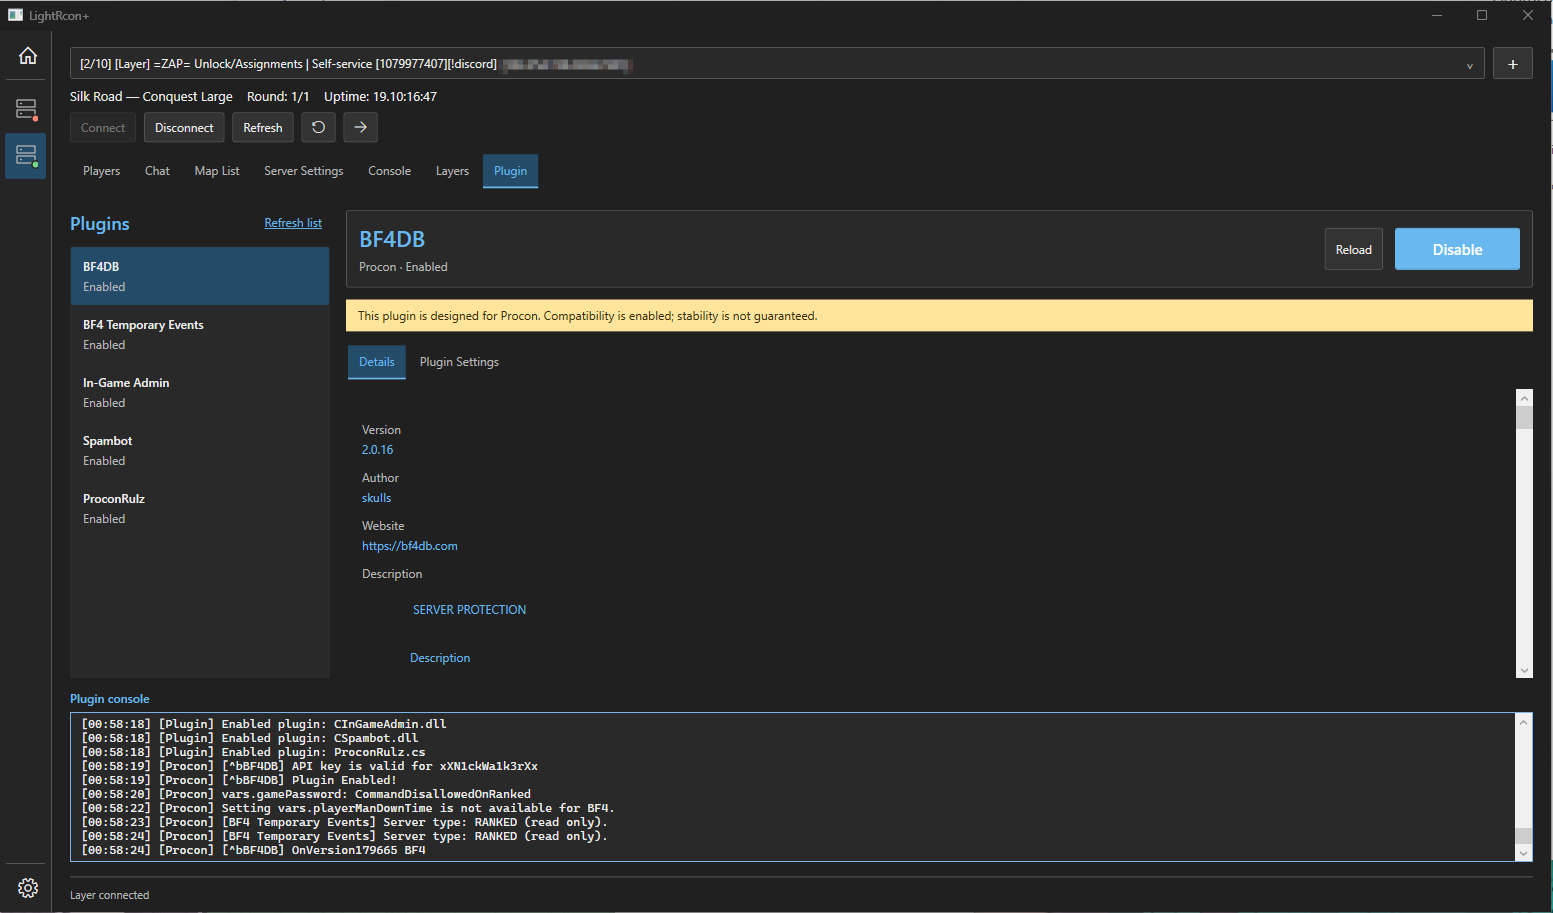 LightRcon+
[2/10] [Layer] =ZAP= Unlock/Assignments | Self-service [1079977407][!discord]
+
Silk Road — Conquest Large Round: 1/1 Uptime: 19.10:16:47
Connect Disconnect Refresh
Players Chat Map List Server Settings Console Layers Plugin
Plugins Refresh list
BF4DB
Enabled
BF4 Temporary Events
Enabled
In-Game Admin
Enabled
Spambot
Enabled
ProconRulz
Enabled
BF4DB
Procon · Enabled
Reload Disable
This plugin is designed for Procon. Compatibility is enabled; stability is not guaranteed.
Details Plugin Settings
Version
2.0.16
Author
skulls
Website
https://bf4db.com
Description
SERVER PROTECTION
Description
Plugin console
[00:58:18] [Plugin] Enabled plugin: CInGameAdmin.dll
[00:58:18] [Plugin] Enabled plugin: CSpambot.dll
[00:58:18] [Plugin] Enabled plugin: ProconRulz.cs
[00:58:19] [Procon] [^bBF4DB] API key is valid for xXN1ckWa1k3rXx
[00:58:19] [Procon] [^bBF4DB] Plugin Enabled!
[00:58:20] [Procon] vars.gamePassword: CommandDisallowedOnRanked
[00:58:22] [Procon] Setting vars.playerManDownTime is not available for BF4.
[00:58:23] [Procon] [BF4 Temporary Events] Server type: RANKED (read only).
[00:58:24] [Procon] [BF4 Temporary Events] Server type: RANKED (read only).
[00:58:24] [Procon] [^bBF4DB] OnVersion179665 BF4
Layer connected